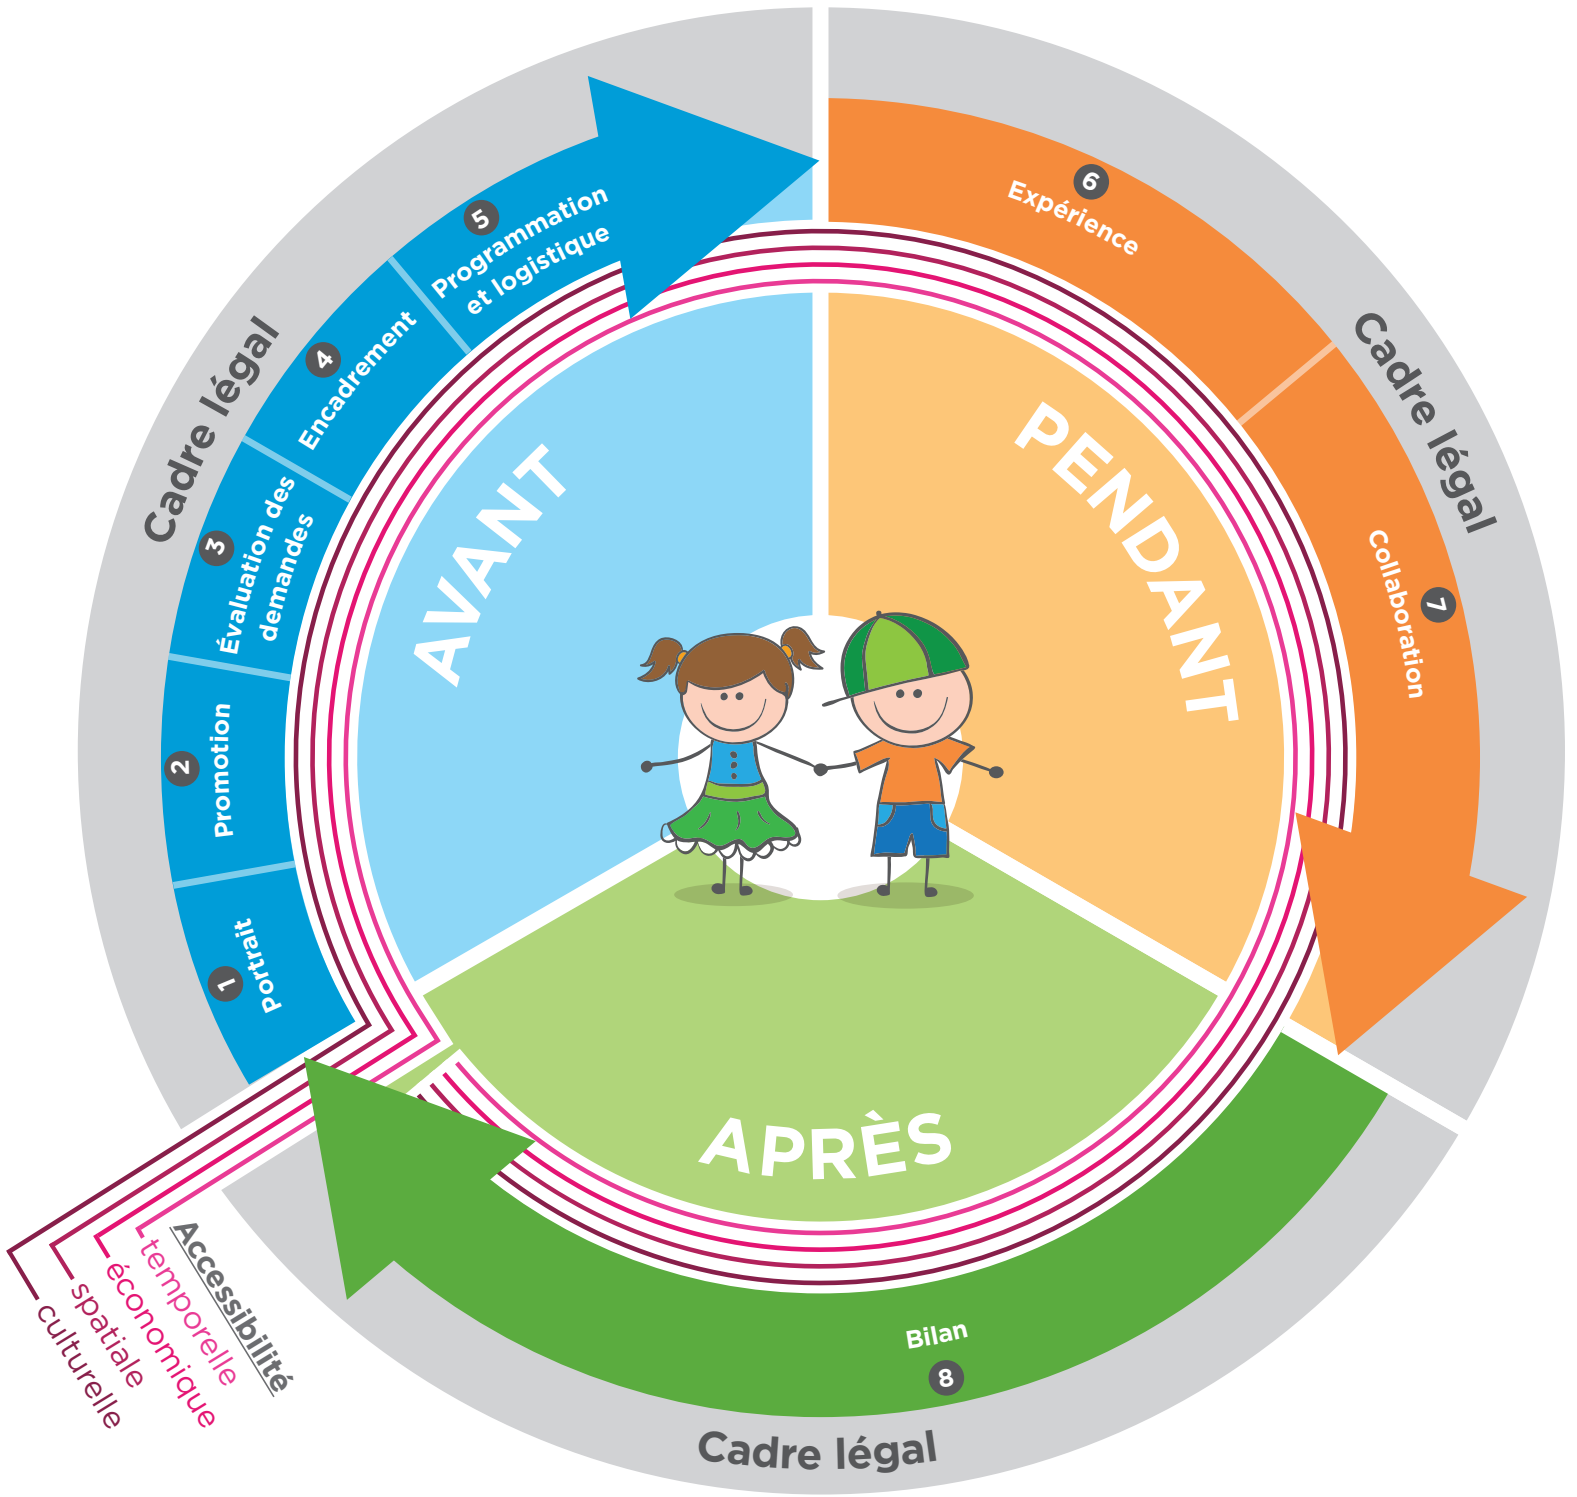 Cadre légal
AVANT
1
Portrait
2
Promotion
3
Évaluation des
demandes
4
Encadrement
5
Programmation
et logistique
Cadre légal
PENDANT
6
Expérience
7
Collaboration
Cadre légal
APRÈS
Bilan
8
Accessibilité
temporelle
économique
spatiale
culturelle